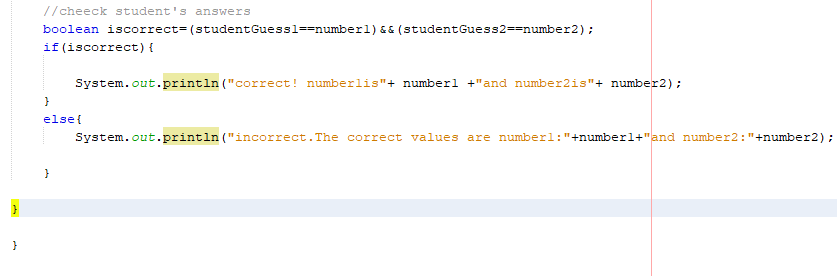 //cheeck student's answers
boolean iscorrect=(studentGuess1==number1)&&(studentGuess2==number2);
if(iscorrect){
System.out.println("correct! number1is"+ number1 +"and number2is"+ number2);
}
else{
System.out.println("incorrect.The correct values are number1:"+number1+"and number2:"+number2);
}
}
}